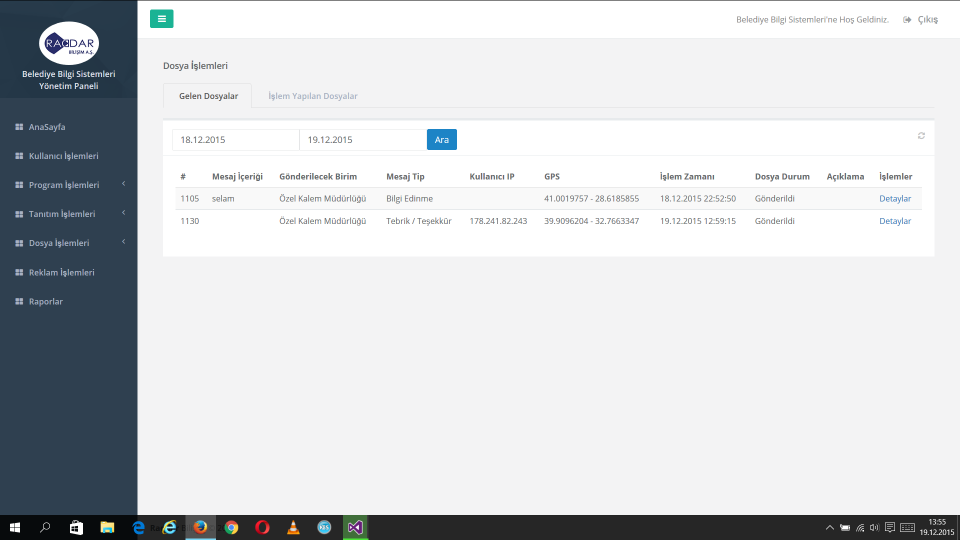 RACDAR
BİLİŞİM A.Ş.
Belediye Bilgi Sistemleri
Yönetim Paneli
AnaSayfa
Kullanıcı İşlemleri
Program İşlemleri
Tanıtım İşlemleri
Dosya İşlemleri
Reklam İşlemleri
Raporlar
Belediye Bilgi Sistemleri'ne Hoş Geldiniz. Çıkış
Dosya İşlemleri
Gelen Dosyalar İşlem Yapılan Dosyalar
18.12.2015 19.12.2015 Ara
# Mesaj İçeriği Gönderilecek Birim Mesaj Tip Kullanıcı IP GPS İşlem Zamanı Dosya Durum Açıklama İşlemler
1105 selam Özel Kalem Müdürlüğü Bilgi Edinme 41.0019757 - 28.6185855 18.12.2015 22:52:50 Gönderildi Detaylar
1130 Özel Kalem Müdürlüğü Tebrik / Teşekkür 178.241.82.243 39.9096204 - 32.7663347 19.12.2015 12:59:15 Gönderildi Detaylar
13:55
19.12.2015